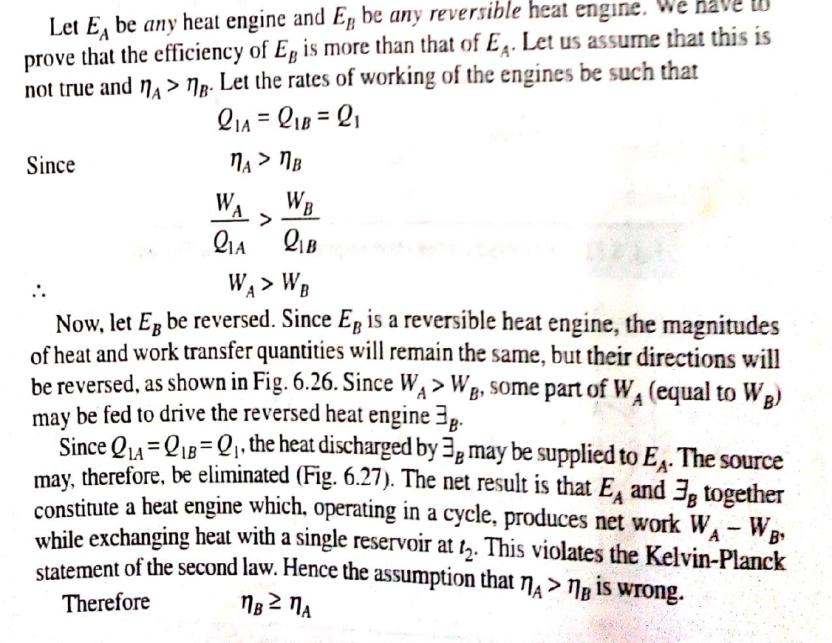 Let E_A be any heat engine and E_B be any reversible heat engine. We have to
prove that the efficiency of E_B is more than that of E_A. Let us assume that this is
not true and η_A > η_B. Let the rates of working of the engines be such that
Q_1A = Q_1B = Q_1
Since η_A > η_B
W_A/Q_1A > W_B/Q_1B
∴ W_A > W_B
Now, let E_B be reversed. Since E_B is a reversible heat engine, the magnitudes
of heat and work transfer quantities will remain the same, but their directions will
be reversed, as shown in Fig. 6.26. Since W_A > W_B, some part of W_A (equal to W_B)
may be fed to drive the reversed heat engine ∃_B.
Since Q_1A = Q_1B = Q_1, the heat discharged by ∃_B may be supplied to E_A. The source
may, therefore, be eliminated (Fig. 6.27). The net result is that E_A and ∃_B together
constitute a heat engine which, operating in a cycle, produces net work W_A – W_B,
while exchanging heat with a single reservoir at t_2. This violates the Kelvin-Planck
statement of the second law. Hence the assumption that η_A > η_B is wrong.
Therefore η_B ≥ η_A